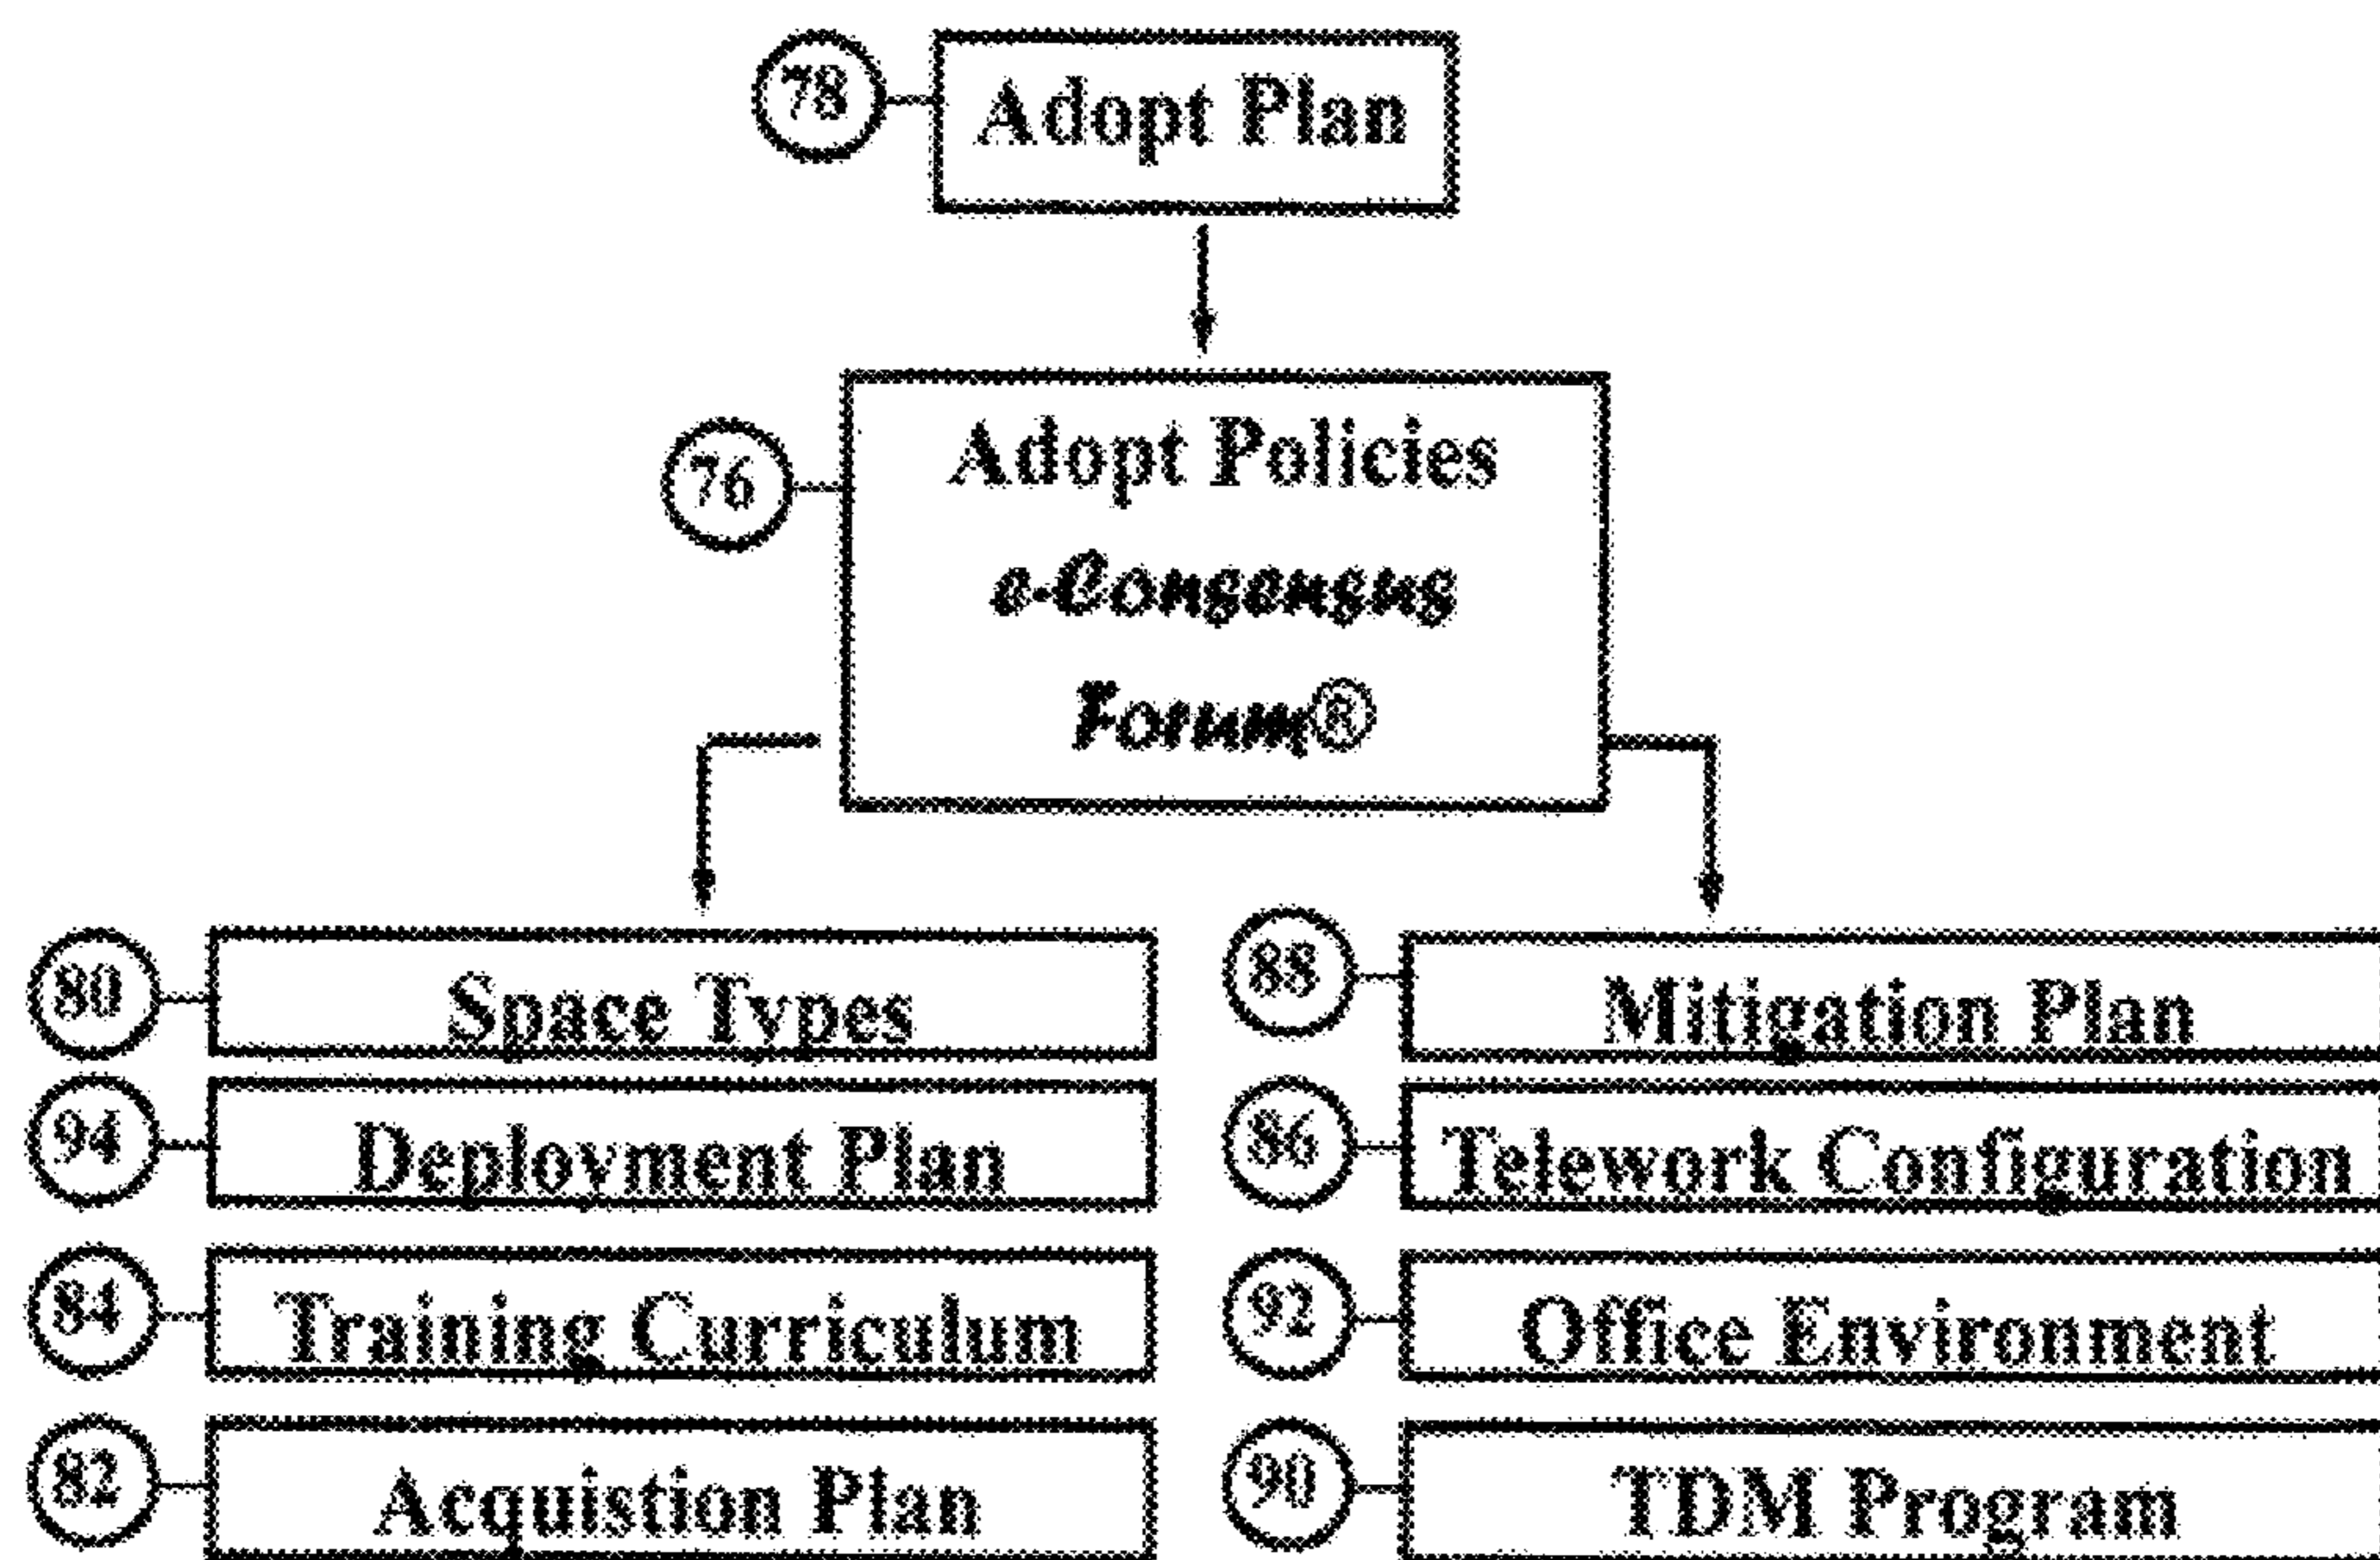 78 Adopt Plan
76 Adopt Policies
e-Consensus
Forum®
80 Space Types
94 Deployment Plan
84 Training Curriculum
82 Acquistion Plan
88 Mitigation Plan
86 Telework Configuration
92 Office Environment
90 TDM Program